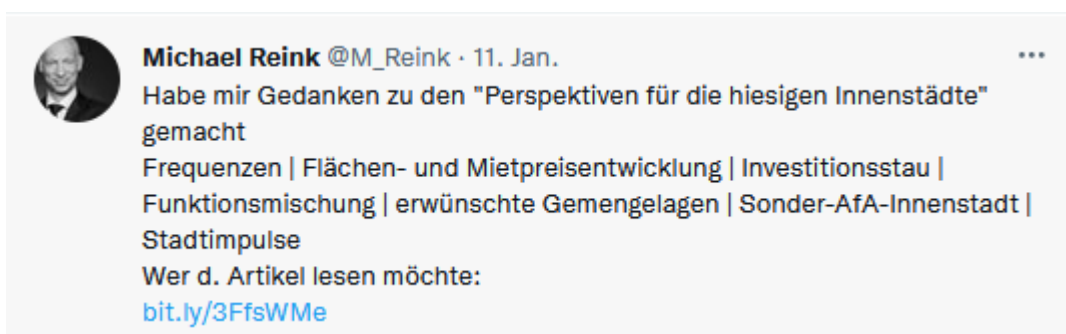 Michael Reink @M_Reink · 11. Jan.
Habe mir Gedanken zu den "Perspektiven für die hiesigen Innenstädte"
gemacht
Frequenzen | Flächen- und Mietpreisentwicklung | Investitionsstau |
Funktionsmischung | erwünschte Gemengelagen | Sonder-AfA-Innenstadt |
Stadtimpulse
Wer d. Artikel lesen möchte:
bit.ly/3FfsWMe